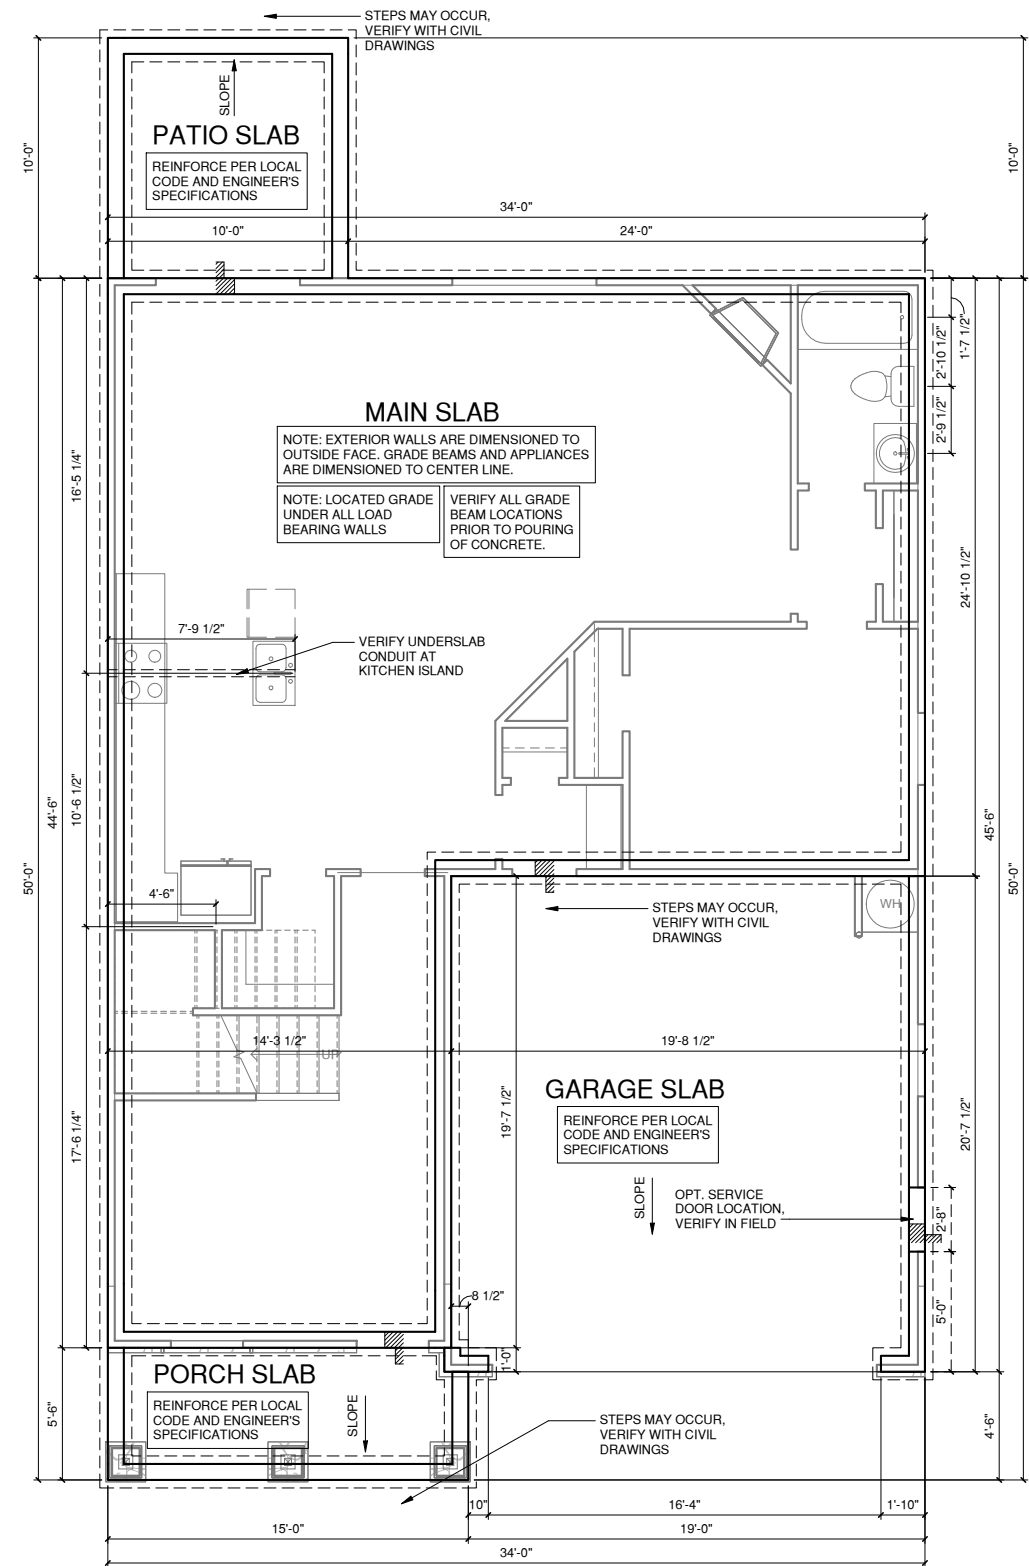 STEPS MAY OCCUR,
VERIFY WITH CIVIL
DRAWINGS
SLOPE
PATIO SLAB
REINFORCE PER LOCAL
CODE AND ENGINEER'S
SPECIFICATIONS
10'-0"
10'-0"
34'-0"
10'-0"
24'-0"
1'-7 1/2"
2'-10 1/2"
2'-9 1/2"
MAIN SLAB
NOTE: EXTERIOR WALLS ARE DIMENSIONED TO
OUTSIDE FACE. GRADE BEAMS AND APPLIANCES
ARE DIMENSIONED TO CENTER LINE.
NOTE: LOCATED GRADE
UNDER ALL LOAD
BEARING WALLS
VERIFY ALL GRADE
BEAM LOCATIONS
PRIOR TO POURING
OF CONCRETE.
16'-5 1/4"
24'-10 1/2"
7'-9 1/2"
VERIFY UNDERSLAB
CONDUIT AT
KITCHEN ISLAND
10'-6 1/2"
44'-6"
50'-0"
45'-6"
50'-0"
4'-6"
WH
STEPS MAY OCCUR,
VERIFY WITH CIVIL
DRAWINGS
14'-3 1/2"
UP
19'-8 1/2"
GARAGE SLAB
REINFORCE PER LOCAL
CODE AND ENGINEER'S
SPECIFICATIONS
19'-7 1/2"
17'-6 1/4"
20'-7 1/2"
SLOPE
OPT. SERVICE
DOOR LOCATION,
VERIFY IN FIELD
2'-8"
5'-0"
8 1/2"
1'-0"
PORCH SLAB
REINFORCE PER LOCAL
CODE AND ENGINEER'S
SPECIFICATIONS
SLOPE
5'-6"
4'-6"
STEPS MAY OCCUR,
VERIFY WITH CIVIL
DRAWINGS
10"
16'-4"
1'-10"
15'-0"
19'-0"
34'-0"